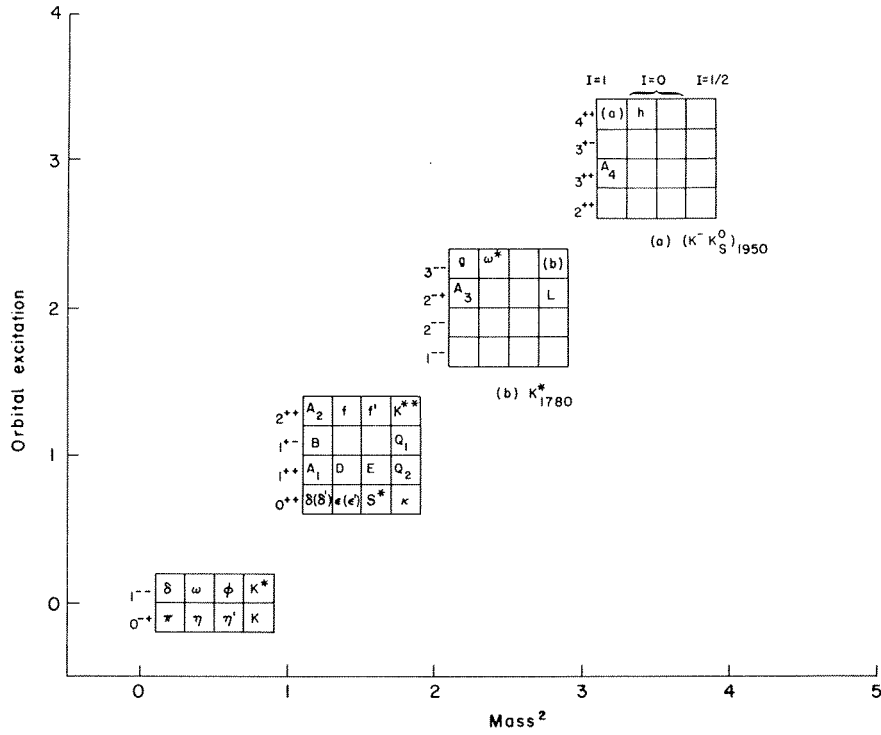 4
I=1 I=0 I=1/2
4++ (a) h
3+-
3++ A4
2++
(a) (K- K0S)1950
3
3-- g ω* (b)
2-+ A3 L
2--
1--
(b) K*1780
2
2++ A2 f f' K**
1+- B Q1
1++ A1 D E Q2
0++ δ(δ') ϵ(ϵ') S* κ
1
1-- δ ω φ K*
0-+ π η η' K
0
Orbital excitation
0 1 2 3 4 5
Mass2